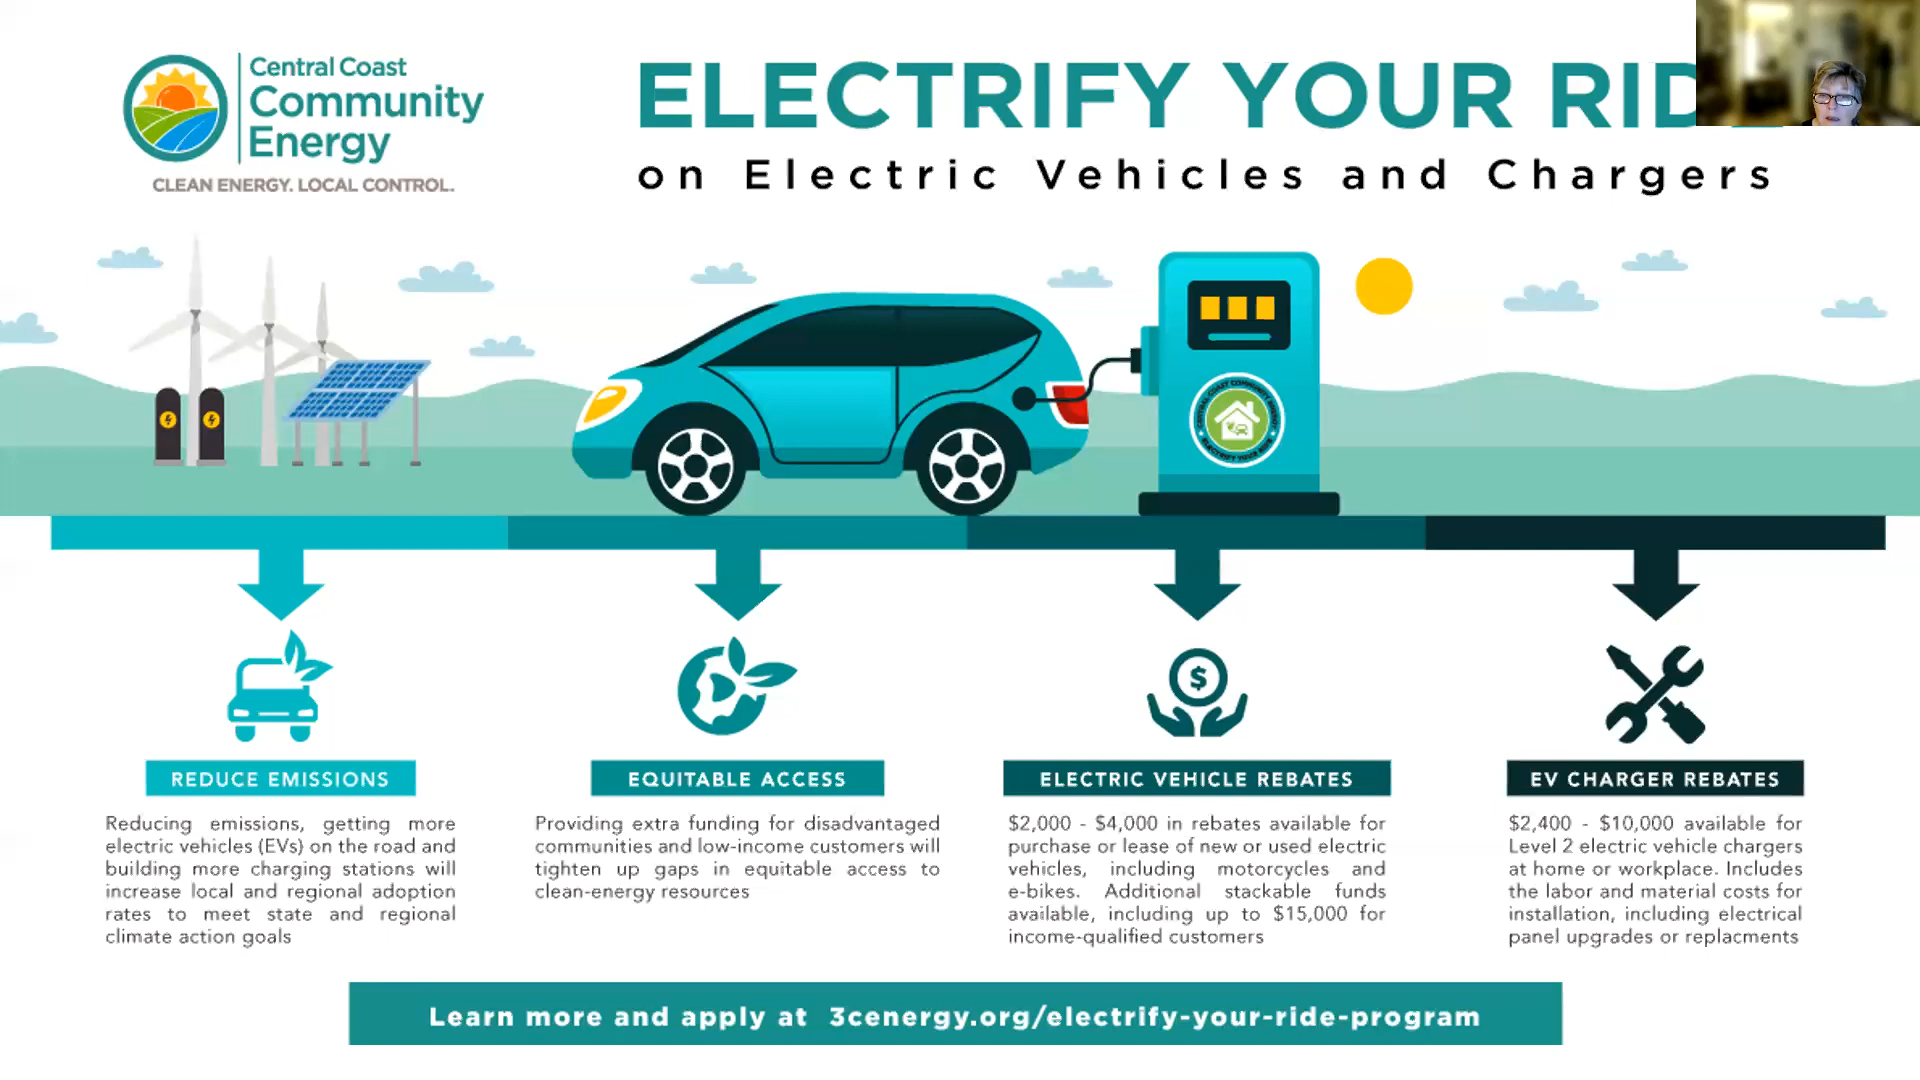 Central Coast
Community
Energy
CLEAN ENERGY. LOCAL CONTROL.
ELECTRIFY YOUR
on Electric Vehicles and Chargers
CENTRAL COAST COMMUNITY ENERGY
ELECTRIFY YOUR RIDE
REDUCE EMISSIONS
Reducing emissions, getting more
electric vehicles (EVs) on the road and
building more charging stations will
increase local and regional adoption
rates to meet state and regional
climate action goals
EQUITABLE ACCESS
Providing extra funding for disadvantaged
communities and low-income customers will
tighten up gaps in equitable access to
clean-energy resources
$
ELECTRIC VEHICLE REBATES
$2,000 - $4,000 in rebates available for
purchase or lease of new or used electric
vehicles, including motorcycles and
e-bikes. Additional stackable funds
available, including up to $15,000 for
income-qualified customers
EV CHARGER REBATES
$2,400 - $10,000 available for
Level 2 electric vehicle chargers
at home or workplace. Includes
the labor and material costs for
installation, including electrical
panel upgrades or replacments
Learn more and apply at 3cenergy.org/electrify-your-ride-program